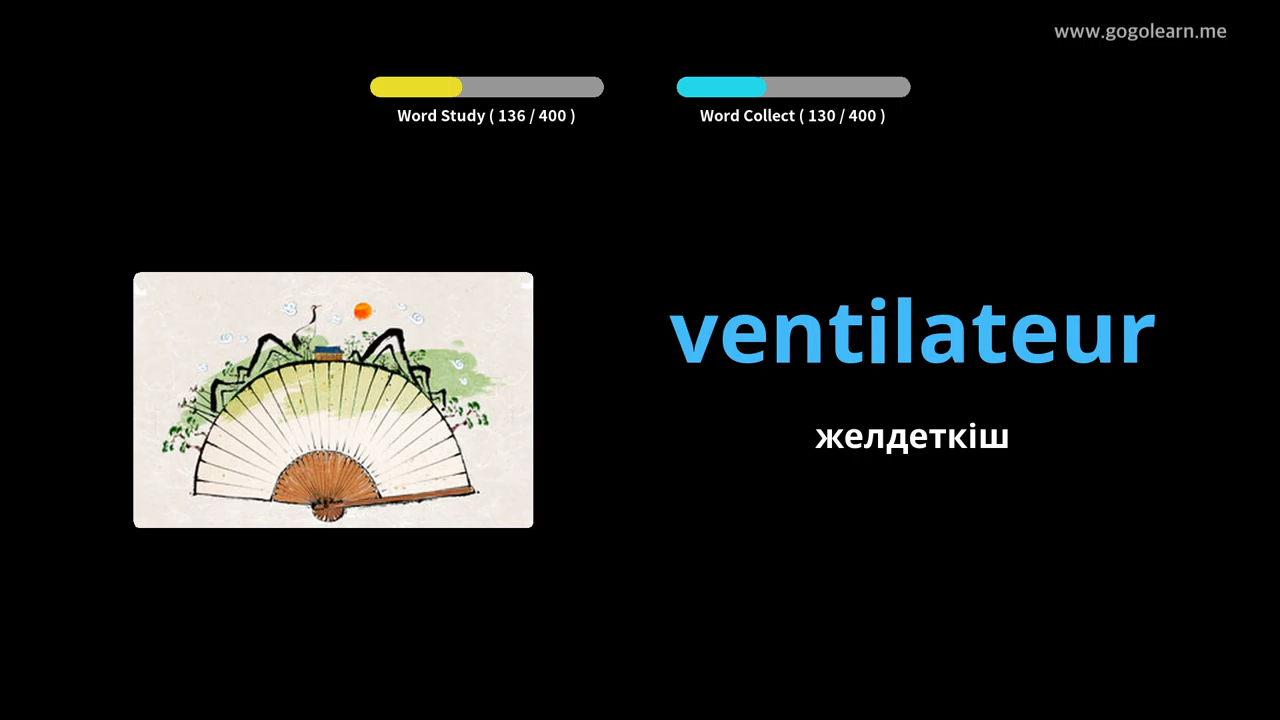 www.gogolearn.me
Word Study ( 136 / 400 )
Word Collect ( 130 / 400 )
ventilateur
желдеткіш